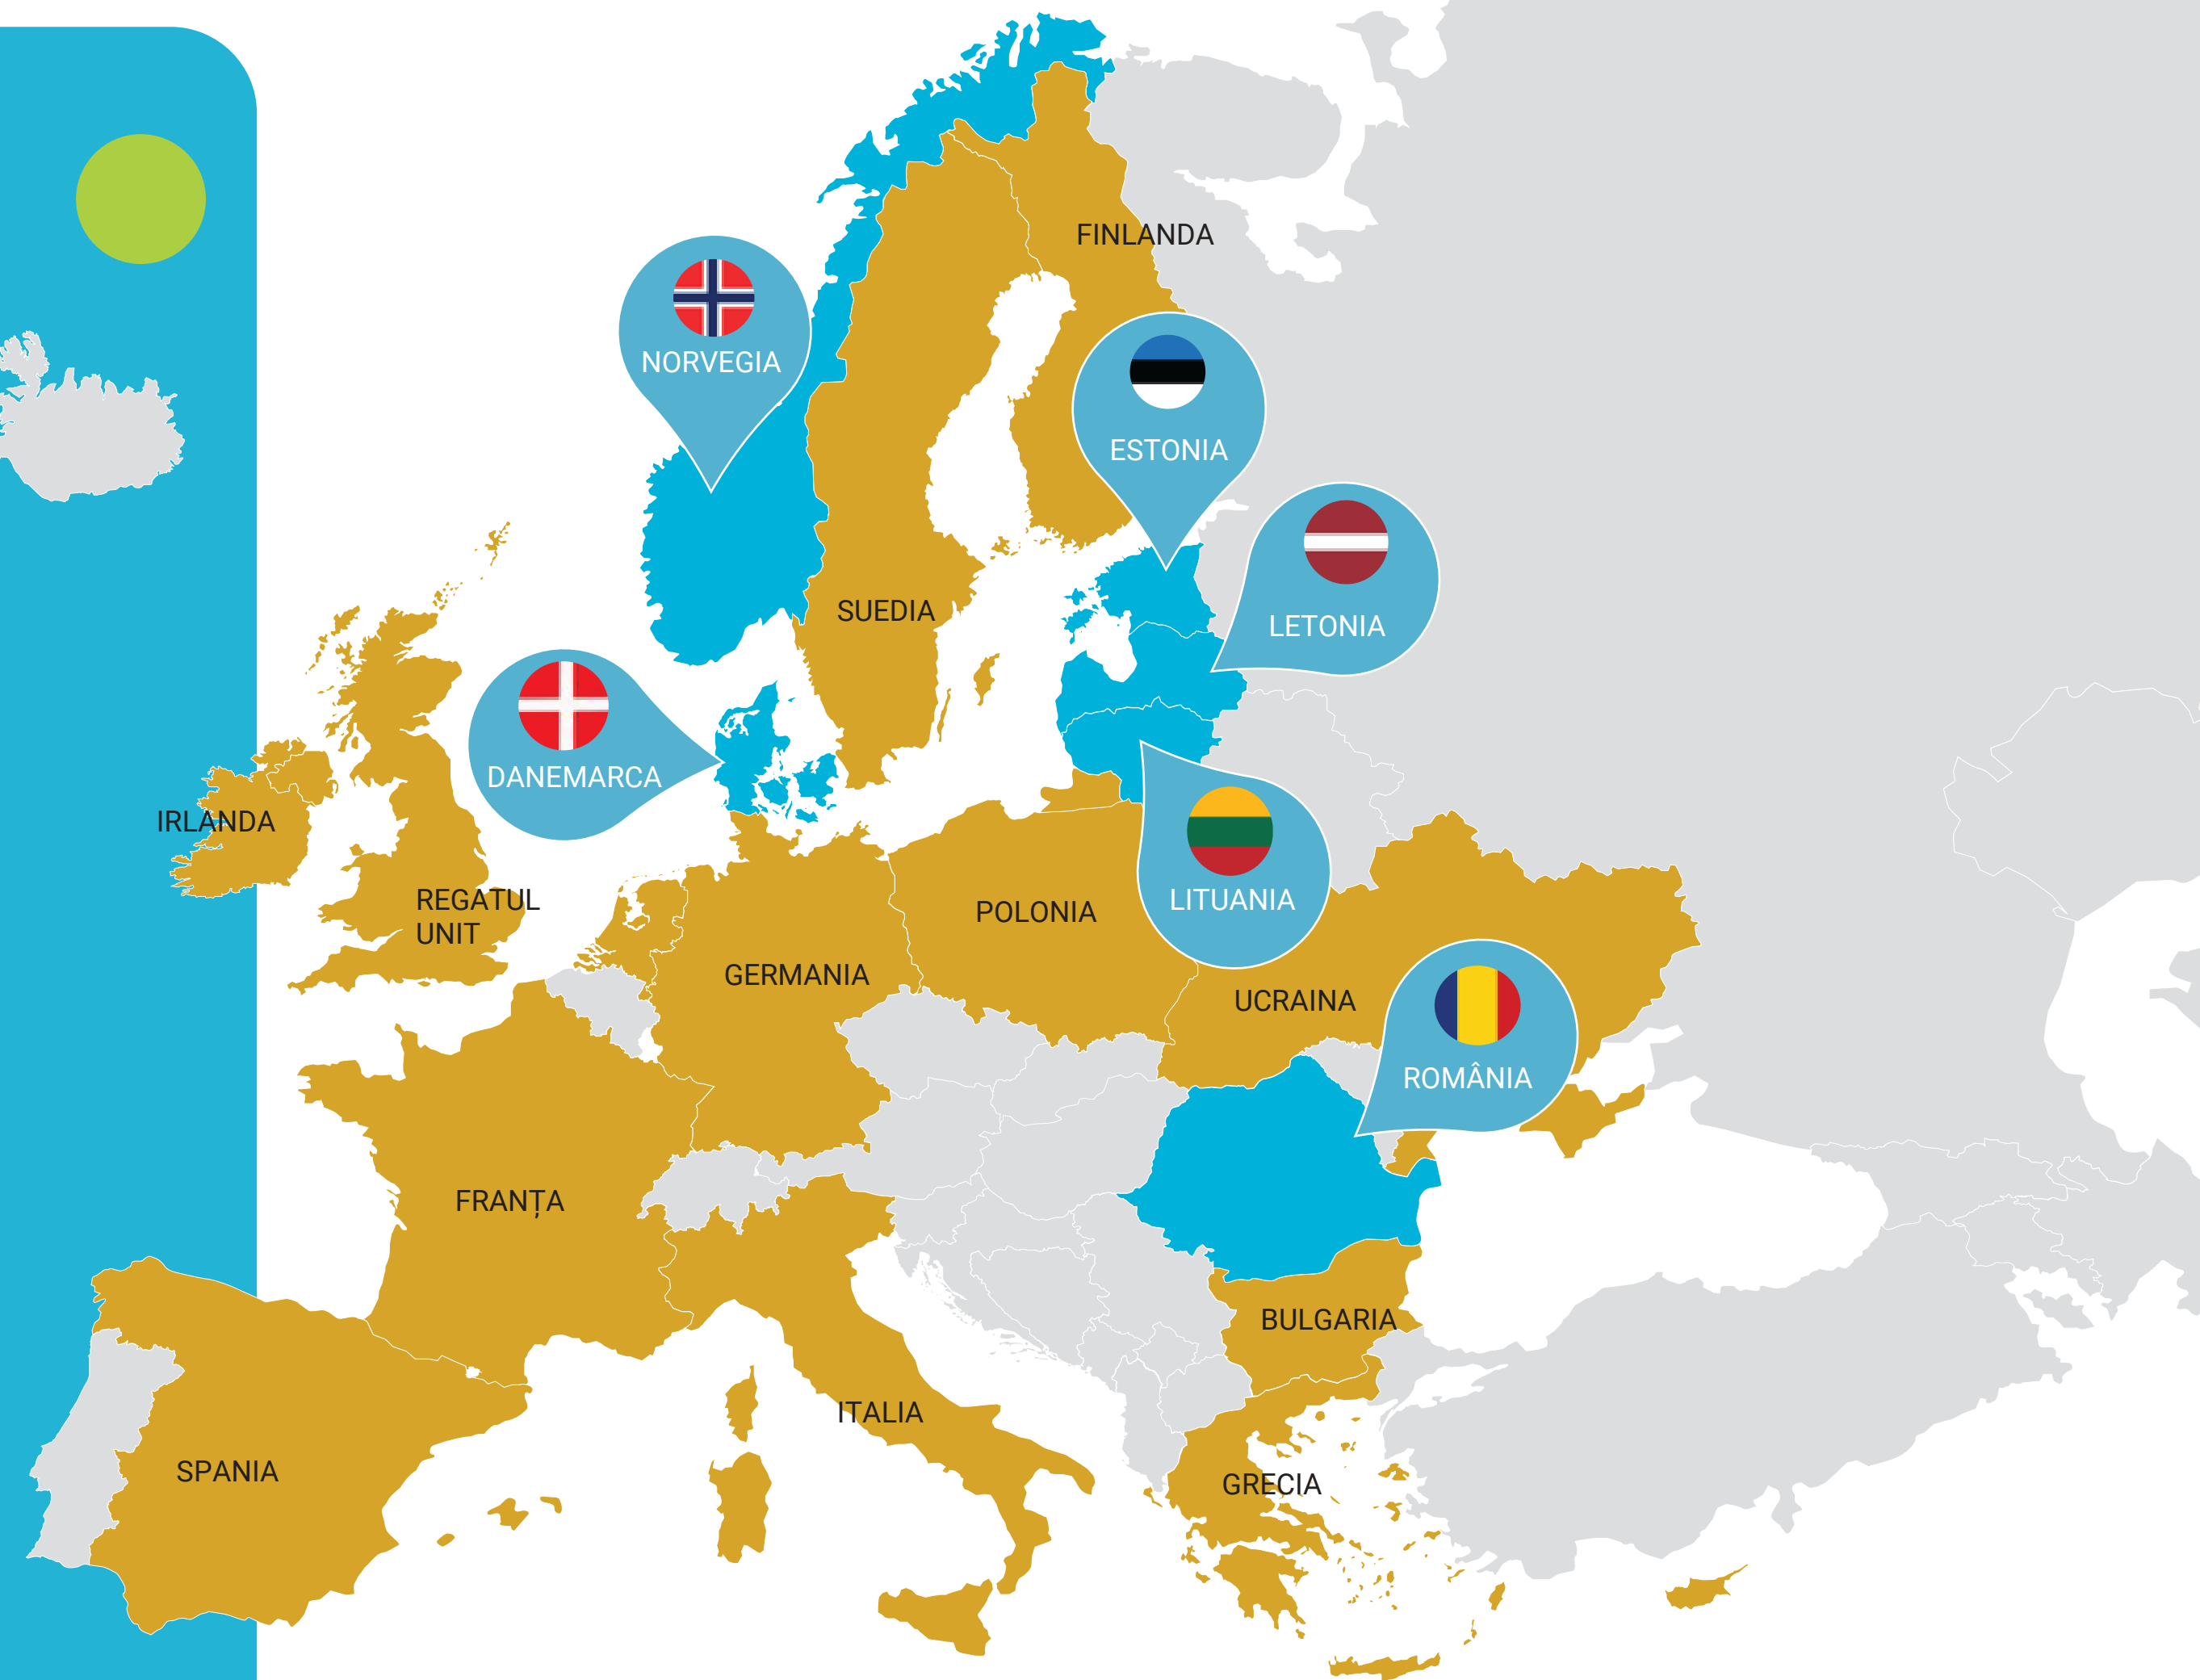 FINLANDA
NORVEGIA
ESTONIA
SUEDIA
LETONIA
DANEMARCA
IRLANDA
REGATUL
UNIT
LITUANIA
POLONIA
GERMANIA
UCRAINA
ROMÂNIA
FRANȚA
BULGARIA
ITALIA
SPANIA
GRECIA